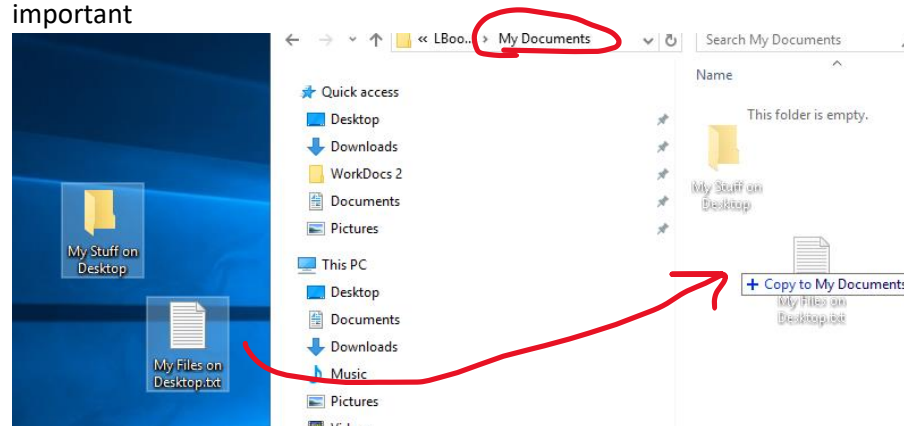 important
« LBoo... › My Documents
Search My Documents
Quick access
Desktop
Downloads
WorkDocs 2
Documents
Pictures
This PC
Desktop
Documents
Downloads
Music
Pictures
Name
This folder is empty.
My Stuff on
Desktop
+ Copy to My Documents
My Files on
Desktop.txt
My Stuff on
Desktop
My Files on
Desktop.txt